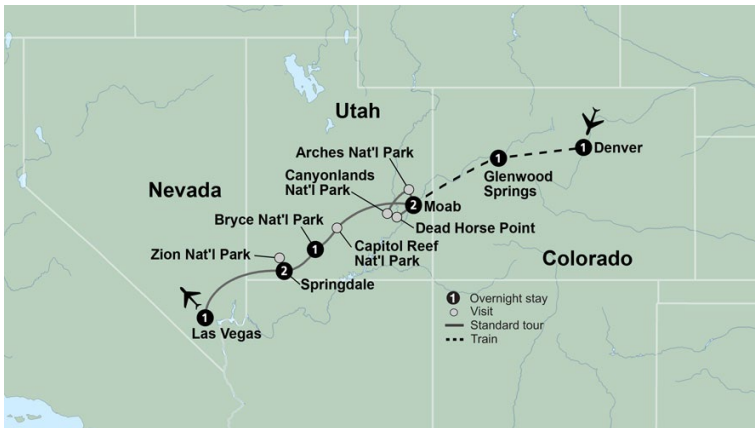 Utah
Arches Nat'l Park
Canyonlands
Nat'l Park
1 Denver
1
Glenwood
Springs
Nevada
2 Moab
Dead Horse Point
Bryce Nat'l Park
1
Capitol Reef
Nat'l Park
Zion Nat'l Park
2
Springdale
Colorado
1
Las Vegas
1 Overnight stay
Visit
Standard tour
Train